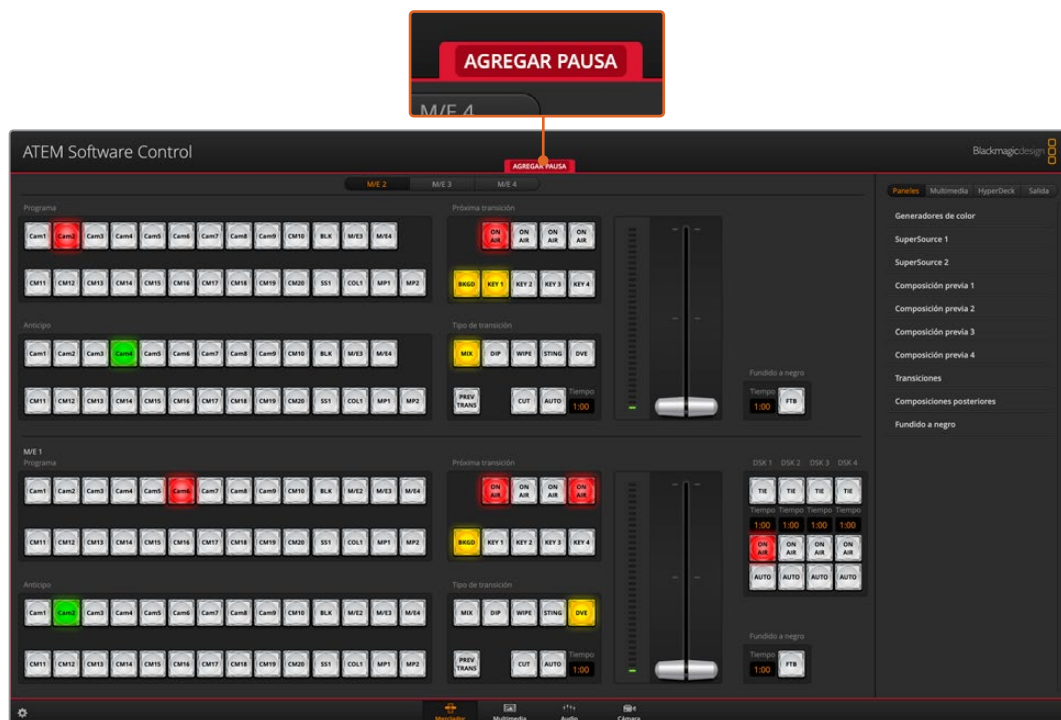 AGREGAR PAUSA
M/E 4
ATEM Software Control
Blackmagicdesign
AGREGAR PAUSA
M/E 2 M/E 3 M/E 4
Paneles Multimedia HyperDeck Salida
Programa
Próxima transición
Cam1 Cam2 Cam3 Cam4 Cam5 Cam6 Cam7 Cam8 Cam9 CM10 BLK M/E3 M/E4
ON AIR ON AIR ON AIR ON AIR
CM11 CM12 CM13 CM14 CM15 CM16 CM17 CM18 CM19 CM20 SS1 COL1 MP1 MP2
BKGD KEY 1 KEY 2 KEY 3 KEY 4
Anticipo
Tipo de transición
Cam1 Cam2 Cam3 Cam4 Cam5 Cam6 Cam7 Cam8 Cam9 CM10 BLK M/E3 M/E4
MIX DIP WIPE STING DVE
CM11 CM12 CM13 CM14 CM15 CM16 CM17 CM18 CM19 CM20 SS1 COL1 MP1 MP2
PREV TRANS CUT AUTO
Tiempo
1:00
Fundido a negro
Tiempo
1:00 FTB
Generadores de color
SuperSource 1
SuperSource 2
Composición previa 1
Composición previa 2
Composición previa 3
Composición previa 4
Transiciones
Composiciones posteriores
Fundido a negro
M/E 1
Programa
Próxima transición
Cam1 Cam2 Cam3 Cam4 Cam5 Cam6 Cam7 Cam8 Cam9 CM10 BLK M/E2 M/E3 M/E4
ON AIR ON AIR ON AIR ON AIR
CM11 CM12 CM13 CM14 CM15 CM16 CM17 CM18 CM19 CM20 SS1 COL1 MP1 MP2
BKGD KEY 1 KEY 2 KEY 3 KEY 4
Anticipo
Tipo de transición
Cam1 Cam2 Cam3 Cam4 Cam5 Cam6 Cam7 Cam8 Cam9 CM10 BLK M/E2 M/E3 M/E4
MIX DIP WIPE STING DVE
CM11 CM12 CM13 CM14 CM15 CM16 CM17 CM18 CM19 CM20 SS1 COL1 MP1 MP2
PREV TRANS CUT AUTO
Tiempo
1:00
DSK 1 DSK 2 DSK 3 DSK 4
TIE TIE TIE TIE
Tiempo Tiempo Tiempo Tiempo
1:00 1:00 1:00 1:00
ON AIR ON AIR ON AIR ON AIR
AUTO AUTO AUTO AUTO
Fundido a negro
Tiempo
1:00 FTB
Mezclador Multimedia Audio Cámara